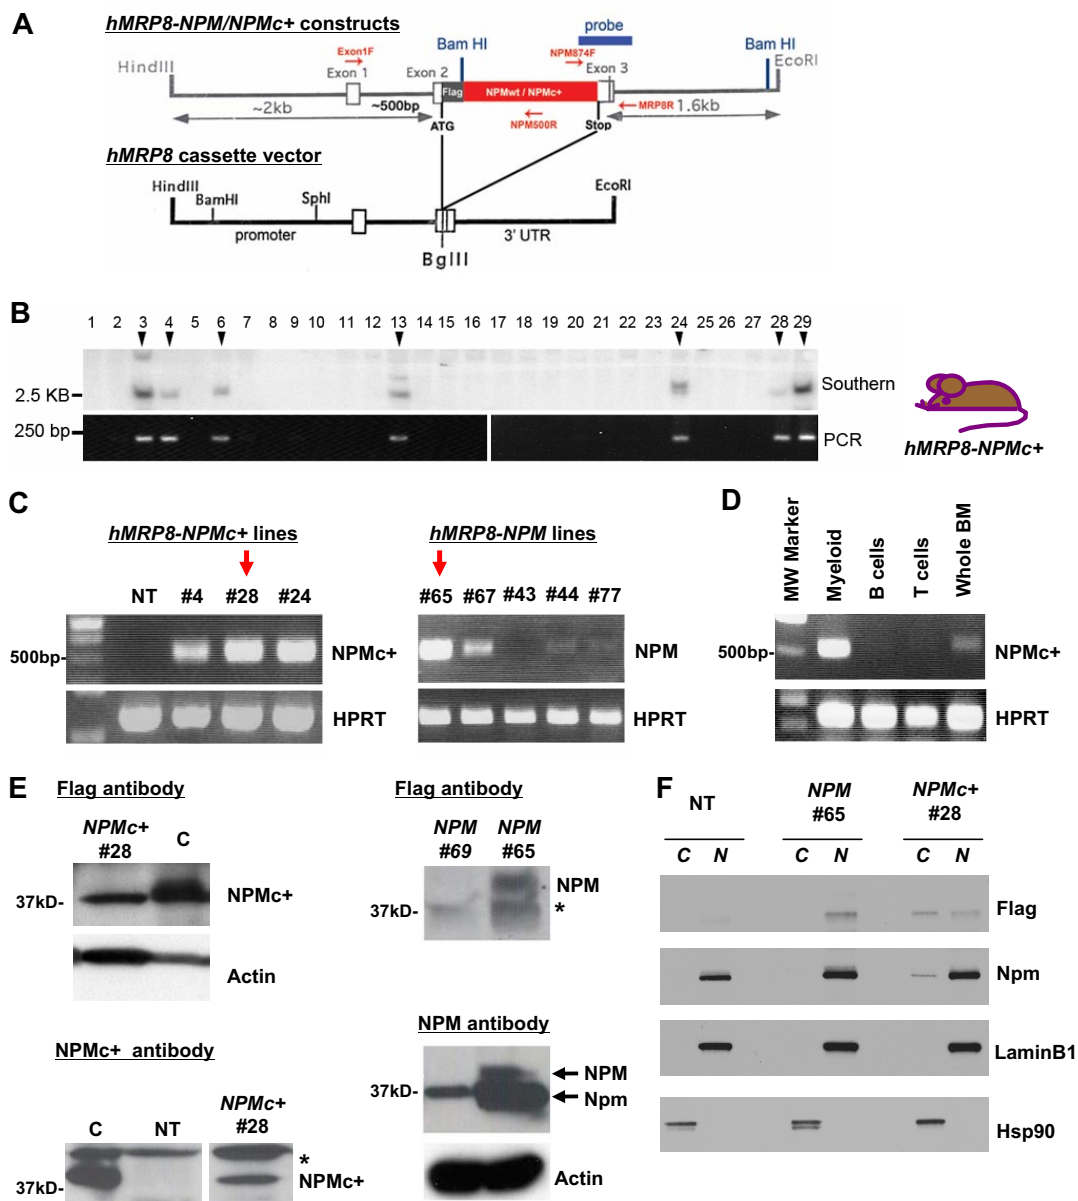 A
hMRP8-NPM/NPMc+ constructs
probe
Bam HI
Exon1F
NPM874F
Bam HI
HindIII
Exon 1
Exon 2
Exon 3
EcoRI
Flag
NPMwt / NPMc+
~2kb
~500bp
MRP8R
1.6kb
ATG
NPM500R
Stop
hMRP8 cassette vector
HindIII
BamHI
SphI
EcoRI
promoter
3' UTR
BglII
B
1 2 3 4 5 6 7 8 9 10 11 12 13 14 15 16 17 18 19 20 21 22 23 24 25 26 27 28 29
2.5 KB
Southern
250 bp
PCR
hMRP8-NPMc+
C
hMRP8-NPMc+ lines
hMRP8-NPM lines
NT #4 #28 #24
#65 #67 #43 #44 #77
500bp-
NPMc+
NPM
HPRT
HPRT
D
MW Marker
Myeloid
B cells
T cells
Whole BM
500bp-
NPMc+
HPRT
E
Flag antibody
NPMc+
#28
C
37kD-
NPMc+
Actin
Flag antibody
NPM
#69
NPM
#65
37kD-
NPM
*
NPMc+ antibody
C
NT
NPMc+
#28
*
37kD-
NPMc+
NPM antibody
37kD-
NPM
Npm
Actin
F
NT
NPM
#65
NPMc+
#28
C N C N C N
Flag
Npm
LaminB1
Hsp90